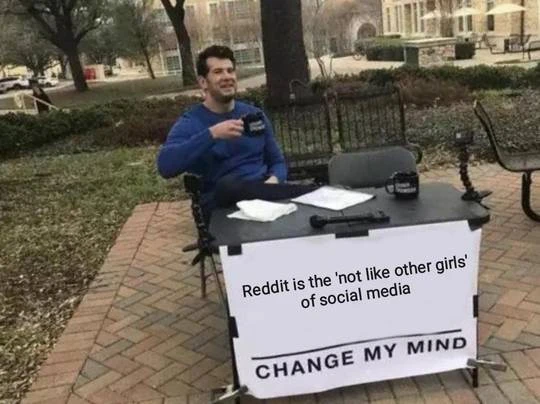 Reddit is the 'not like other girls'
of social media
CHANGE MY MIND